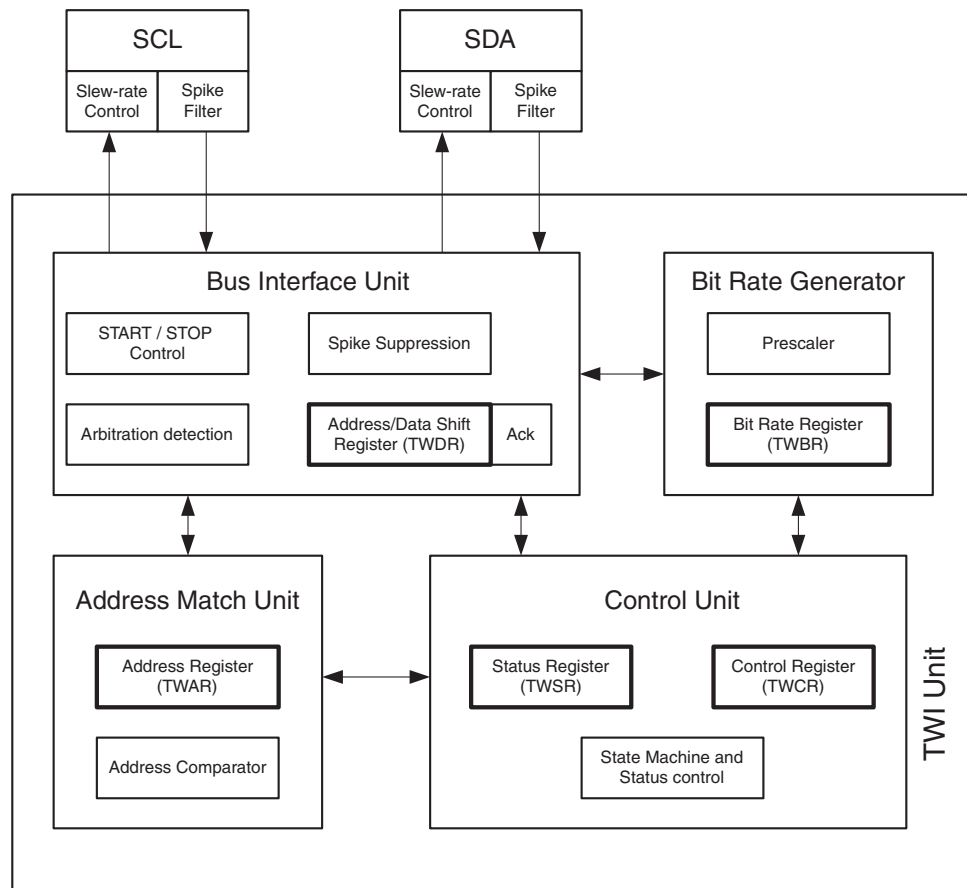 SCL
Slew-rate
Control
Spike
Filter
SDA
Slew-rate
Control
Spike
Filter
Bus Interface Unit
START / STOP
Control
Spike Suppression
Arbitration detection
Address/Data Shift
Register (TWDR)
Ack
Bit Rate Generator
Prescaler
Bit Rate Register
(TWBR)
Address Match Unit
Address Register
(TWAR)
Address Comparator
Control Unit
Status Register
(TWSR)
Control Register
(TWCR)
State Machine and
Status control
TWI Unit